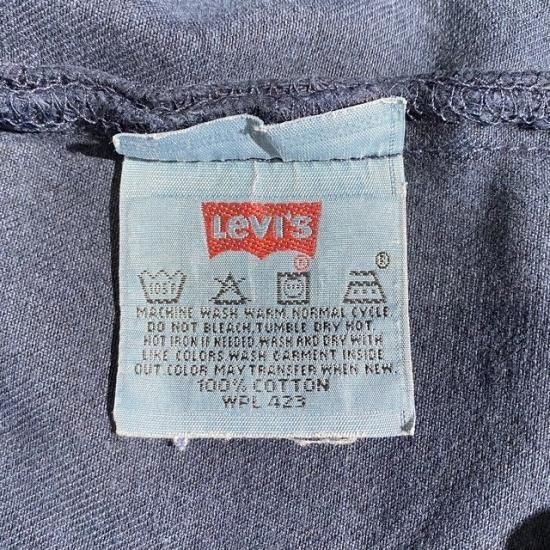 LEVI'S
®
105F ®
MACHINE WASH WARM. NORMAL CYCLE
DO NOT BLEACH, TUMBLE DRY HOT.
HOT IRON IF NEEDED. WASH AND DRY WITH
LIKE COLORS. WASH GARMENT INSIDE
OUT. COLOR MAY TRANSFER WHEN NEW.
100% COTTON
WPL 423